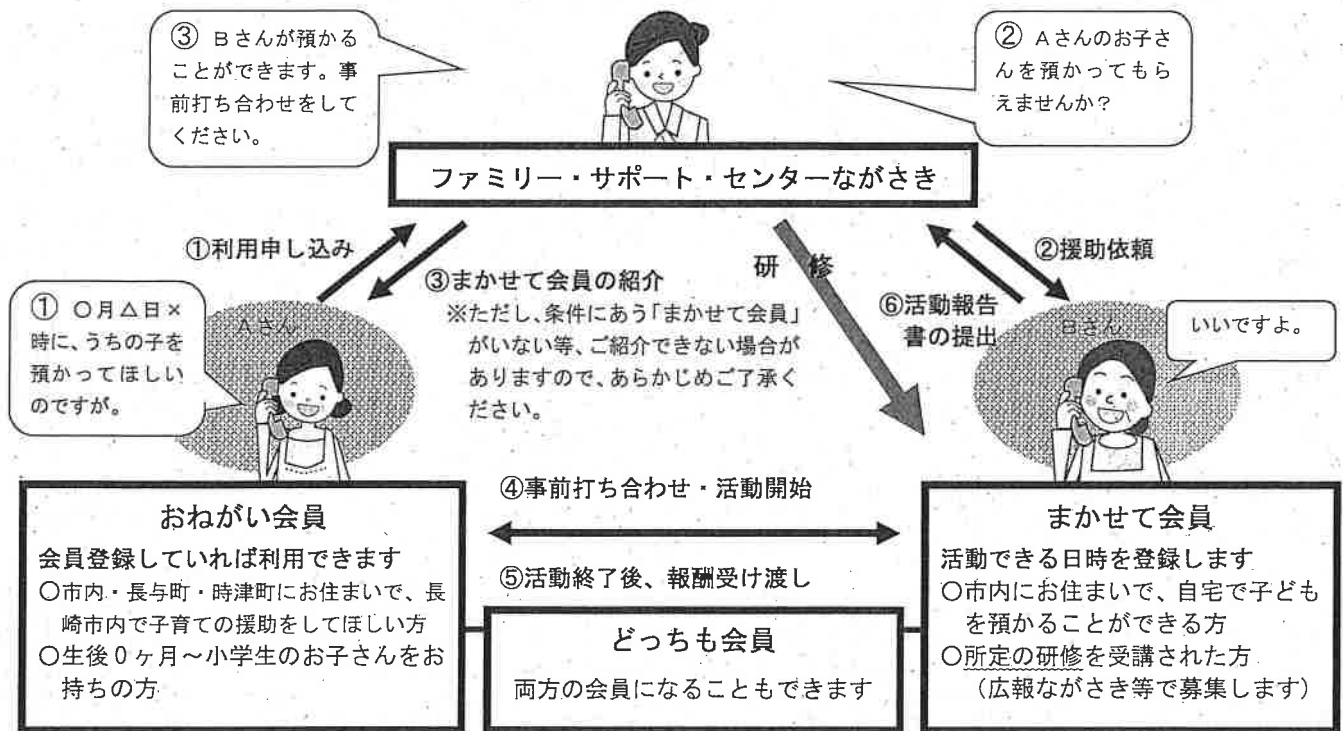 ③ Bさんが預かる
ことができます。事
前打ち合わせをして
ください。
② Aさんのお子さ
んを預かってもら
えませんか？
ファミリー・サポート・センターながさき
①利用申し込み
③まかせて会員の紹介
※ただし、条件にあう「まかせて会員」
がいない等、ご紹介できない場合が
ありますので、あらかじめご了承く
ださい。
研 修
②援助依頼
⑥活動報告
書の提出
① ○月△日×
時に、うちの子を
預かってほしい
のですが。
Aさん
Bさん
いいですよ。
おねがい会員
会員登録していれば利用できます
○市内・長与町・時津町にお住まいで、長
崎市内で子育ての援助をしてほしい方
○生後０ヶ月～小学生のお子さんをお
持ちの方
④事前打ち合わせ・活動開始
⑤活動終了後、報酬受け渡し
どっちも会員
両方の会員になることもできます
まかせて会員
活動できる日時を登録します
○市内にお住まいで、自宅で子ども
を預かることができる方
○所定の研修を受講された方
（広報ながさき等で募集します）